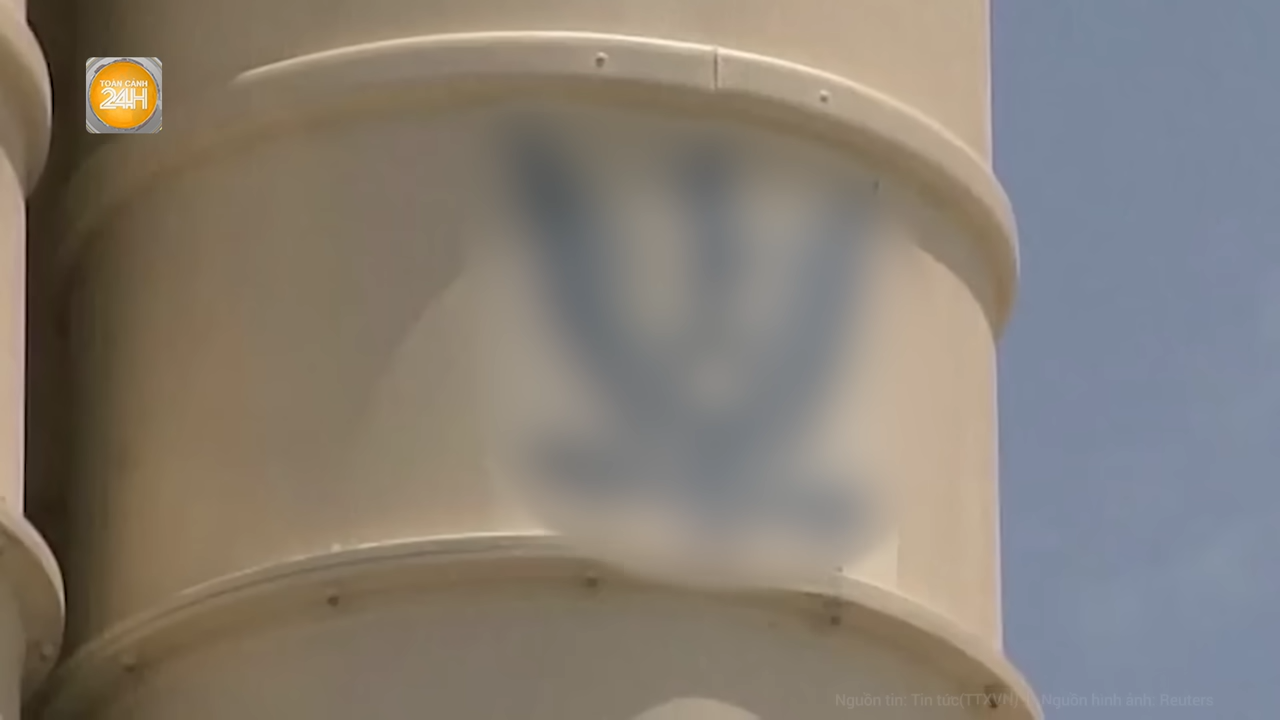 TOÀN CẢNH
24H
Nguồn tin: Tin tức(TTXVN) | Nguồn hình ảnh: Reuters